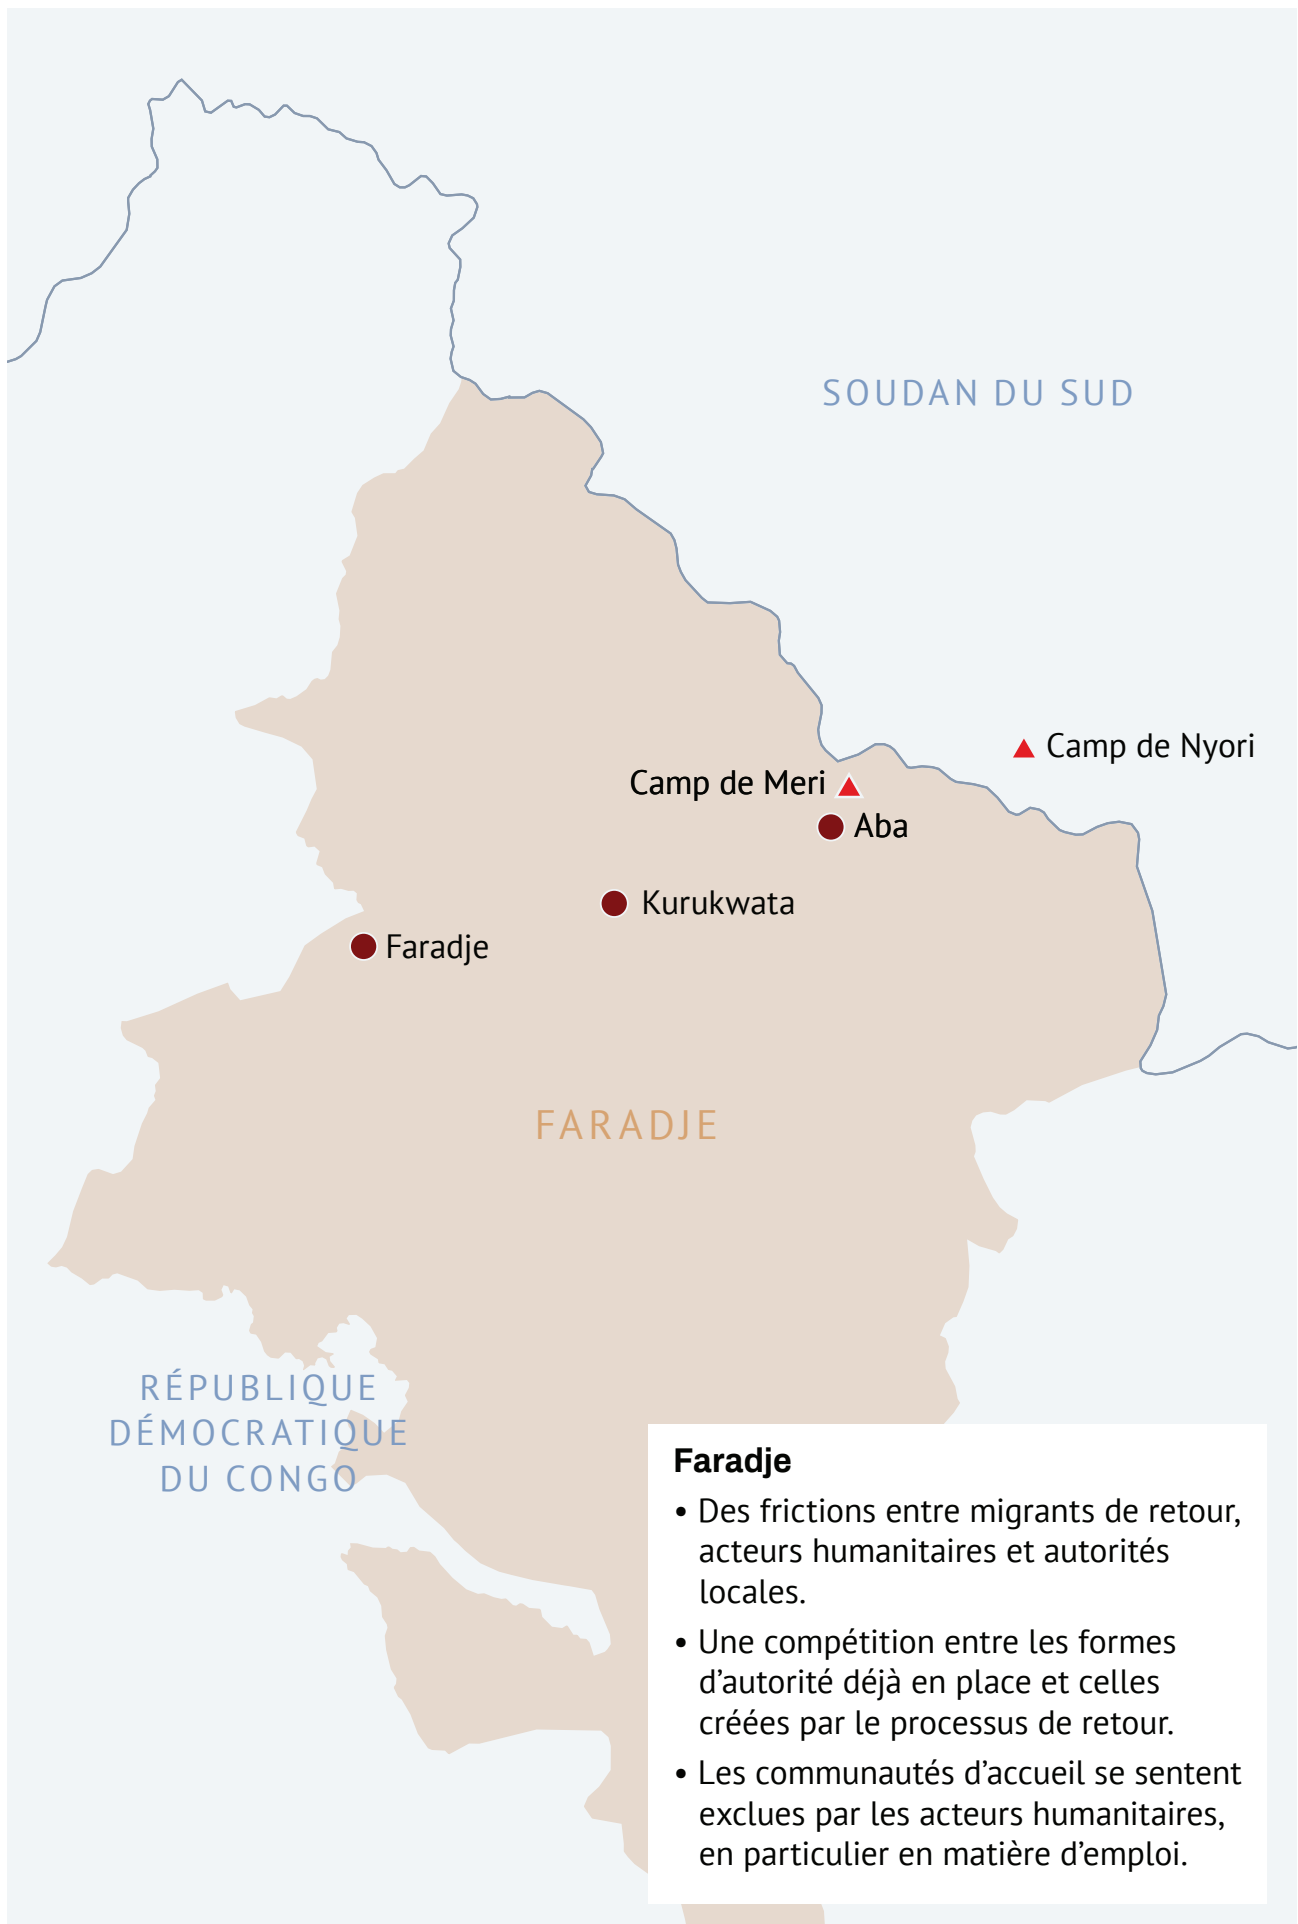 SOUDAN DU SUD
Camp de Nyori
Camp de Meri
Aba
Kurukwata
Faradje
FARADJE
RÉPUBLIQUE
DÉMOCRATIQUE
DU CONGO
Faradje
• Des frictions entre migrants de retour,
acteurs humanitaires et autorités
locales.
• Une compétition entre les formes
d’autorité déjà en place et celles
créées par le processus de retour.
• Les communautés d’accueil se sentent
exclues par les acteurs humanitaires,
en particulier en matière d’emploi.